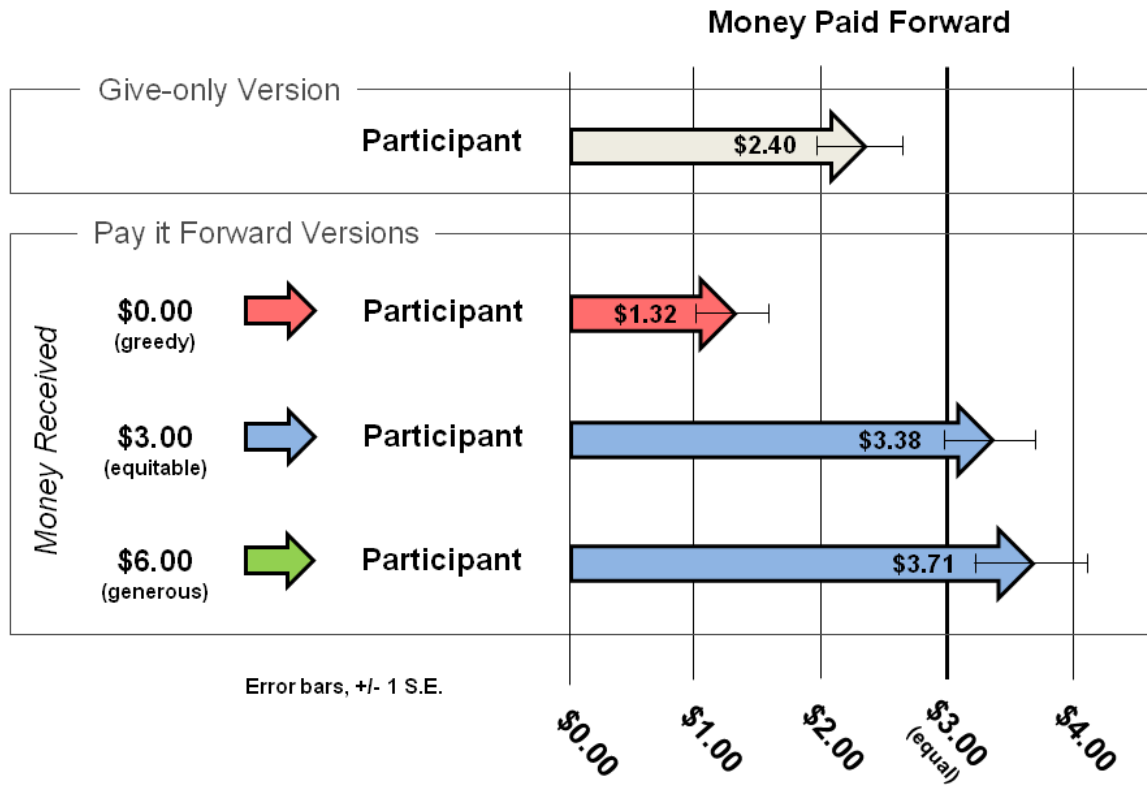 Money Paid Forward
Give-only Version
Participant
$2.40
Pay it Forward Versions
Money Received
$0.00
(greedy)
Participant
$1.32
$3.00
(equitable)
Participant
$3.38
$6.00
(generous)
Participant
$3.71
Error bars, +/- 1 S.E.
$0.00
$1.00
$2.00
$3.00
(equal)
$4.00